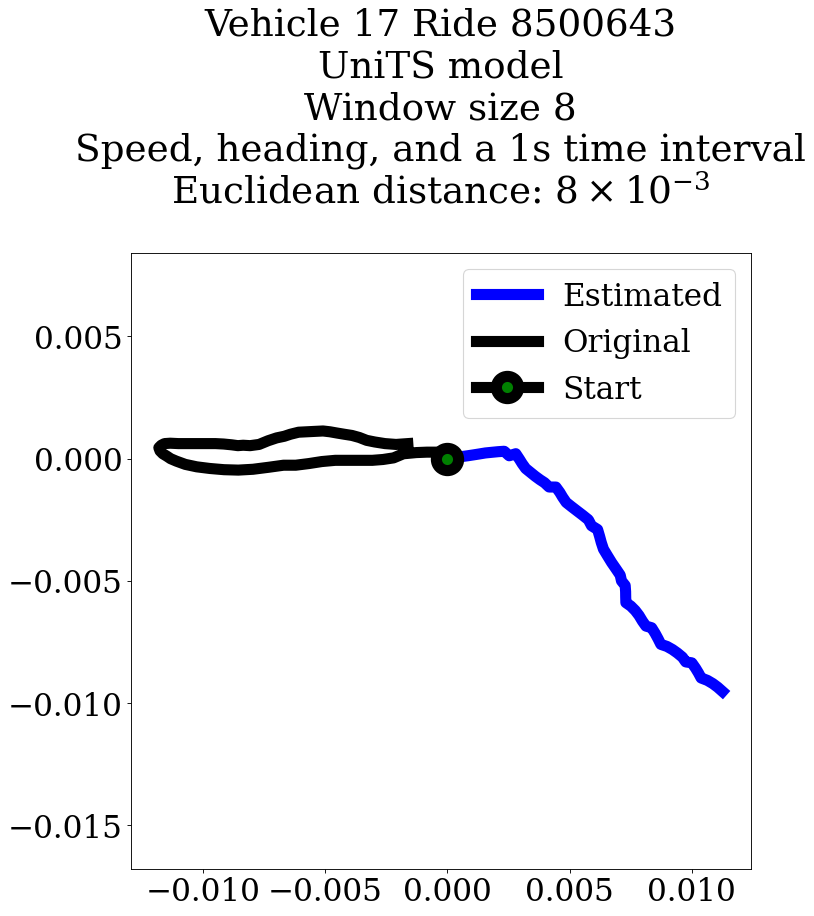 Vehicle 17 Ride 8500643
UniTS model
Window size 8
Speed, heading, and a 1s time interval
Euclidean distance: 8 × 10⁻³
Estimated
Original
Start
0.005
0.000
−0.005
−0.010
−0.015
−0.010 −0.005 0.000 0.005 0.010